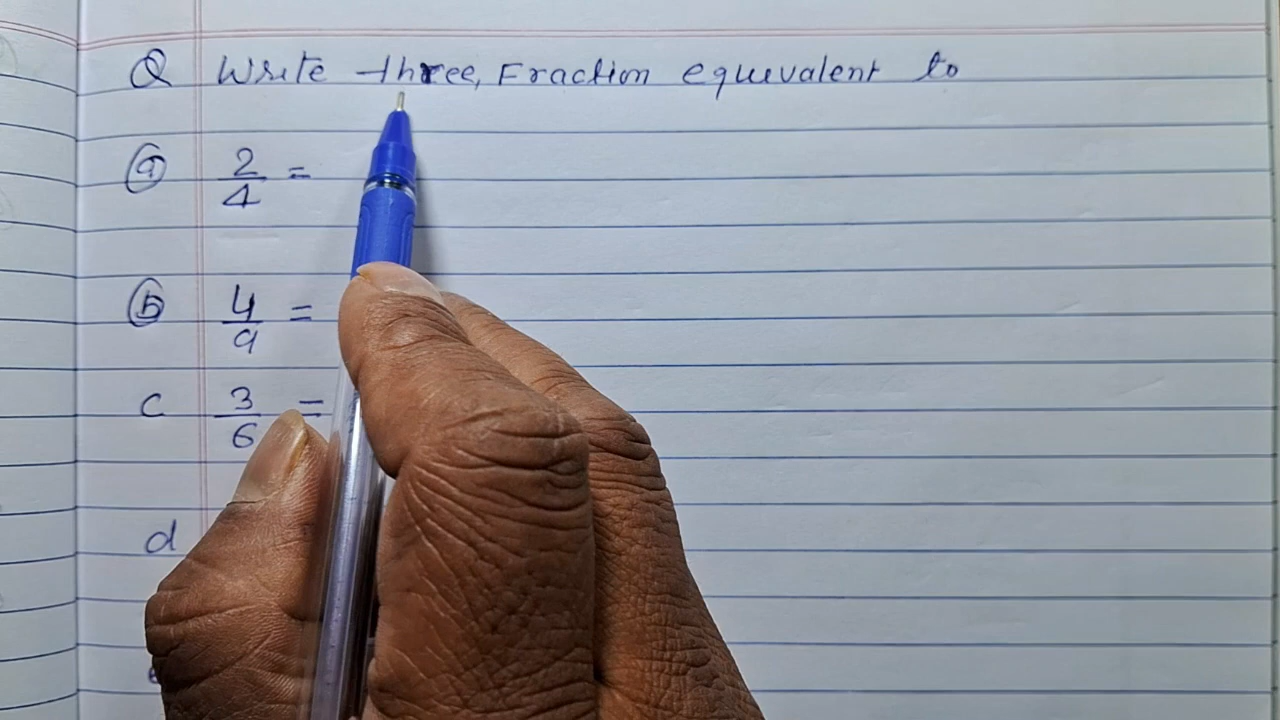 Q Write three, Fraction equivalent to
(a) 2/4 =
(b) 4/9 =
c 3/6 =
d